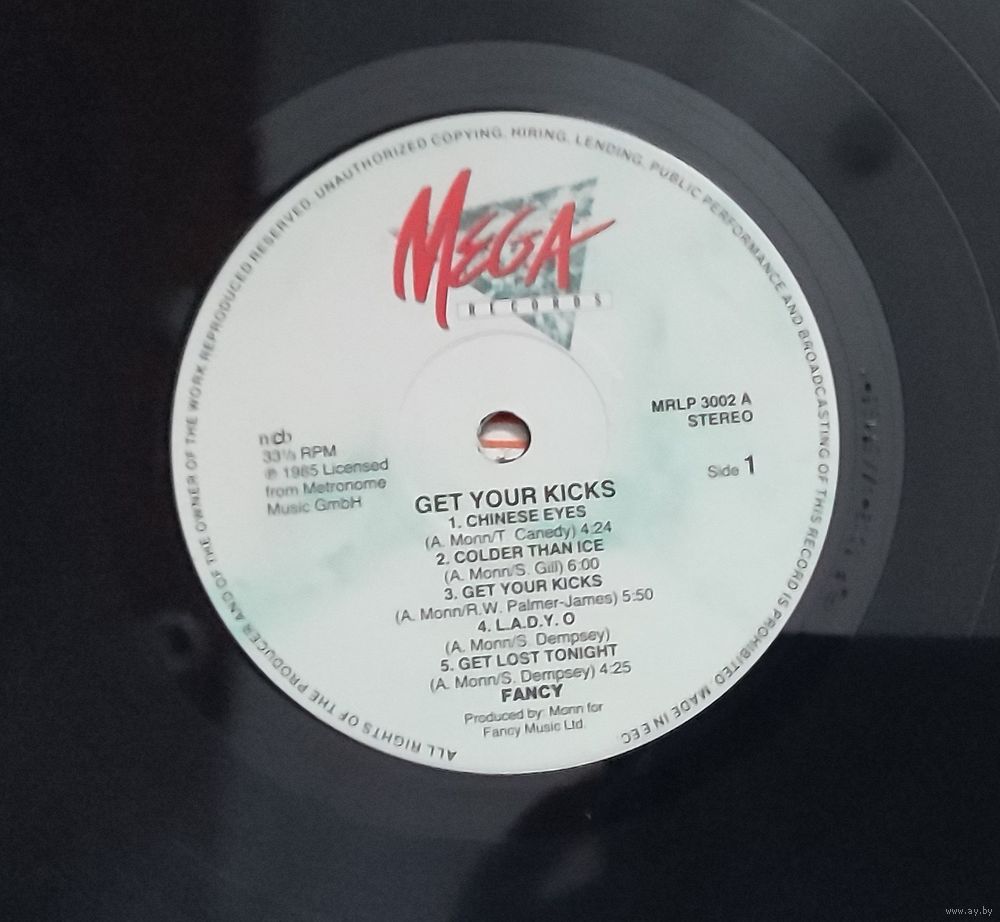 ALL RIGHTS OF THE PRODUCER AND OF THE OWNER OF THE WORK REPRODUCED RESERVED. UNAUTHORIZED COPYING, HIRING, LENDING, PUBLIC PERFORMANCE AND BROADCASTING OF THIS RECORD IS PROHIBITED. MADE IN EEC.
MEGA
RECORDS
MRLP 3002 A
STEREO
Side 1
ncb
33⅓ RPM
℗ 1985 Licensed
from Metronome
Music GmbH
GET YOUR KICKS
1. CHINESE EYES
(A. Monn/T. Canedy) 4:24
2. COLDER THAN ICE
(A. Monn/S. Gill) 6:00
3. GET YOUR KICKS
(A. Monn/R.W. Palmer-James) 5:50
4. L.A.D.Y. O
(A. Monn/S. Dempsey)
5. GET LOST TONIGHT
(A. Monn/S. Dempsey) 4:25
FANCY
Produced by: Monn for
Fancy Music Ltd.
www.ay.by